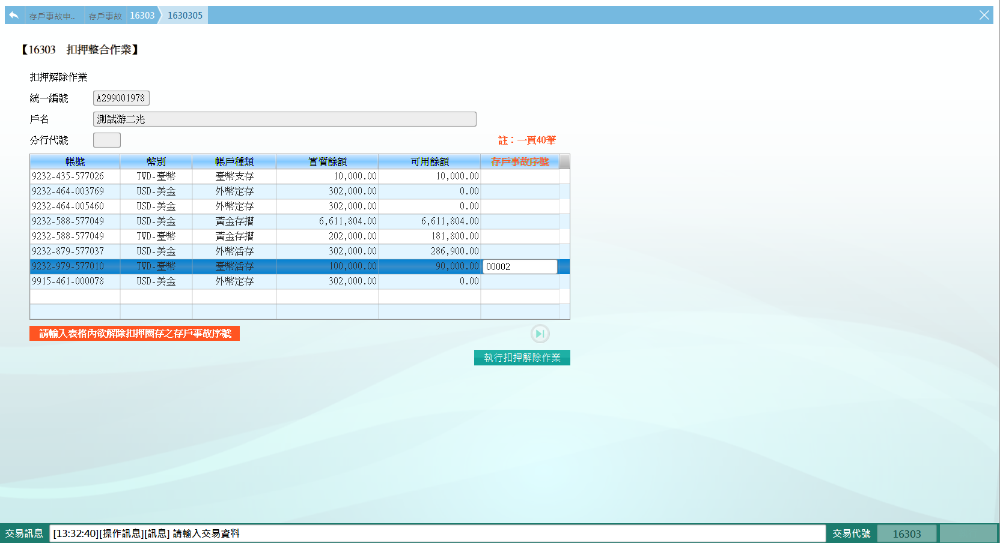 存戶事故申.. 存戶事故 16303 1630305
【16303 扣押整合作業】
扣押解除作業
統一編號 A299001978
戶名 測試游二光
分行代號
註：一頁40筆
帳號 幣別 帳戶種類 實質餘額 可用餘額 存戶事故序號
9232-435-577026 TWD-臺幣 臺幣支存 10,000.00 10,000.00
9232-464-003769 USD-美金 外幣定存 302,000.00 0.00
9232-464-005460 USD-美金 外幣定存 302,000.00 0.00
9232-588-577049 USD-美金 黃金存摺 6,611,804.00 6,611,804.00
9232-588-577049 TWD-臺幣 黃金存摺 202,000.00 181,800.00
9232-879-577037 USD-美金 外幣活存 302,000.00 286,900.00
9232-979-577010 TWD-臺幣 臺幣活存 100,000.00 90,000.00 00002
9915-461-000078 USD-美金 外幣定存 302,000.00 0.00
請輸入表格內欲解除扣押圈存之存戶事故序號
執行扣押解除作業
交易訊息 [13:32:40][操作訊息][訊息] 請輸入交易資料 交易代號 16303